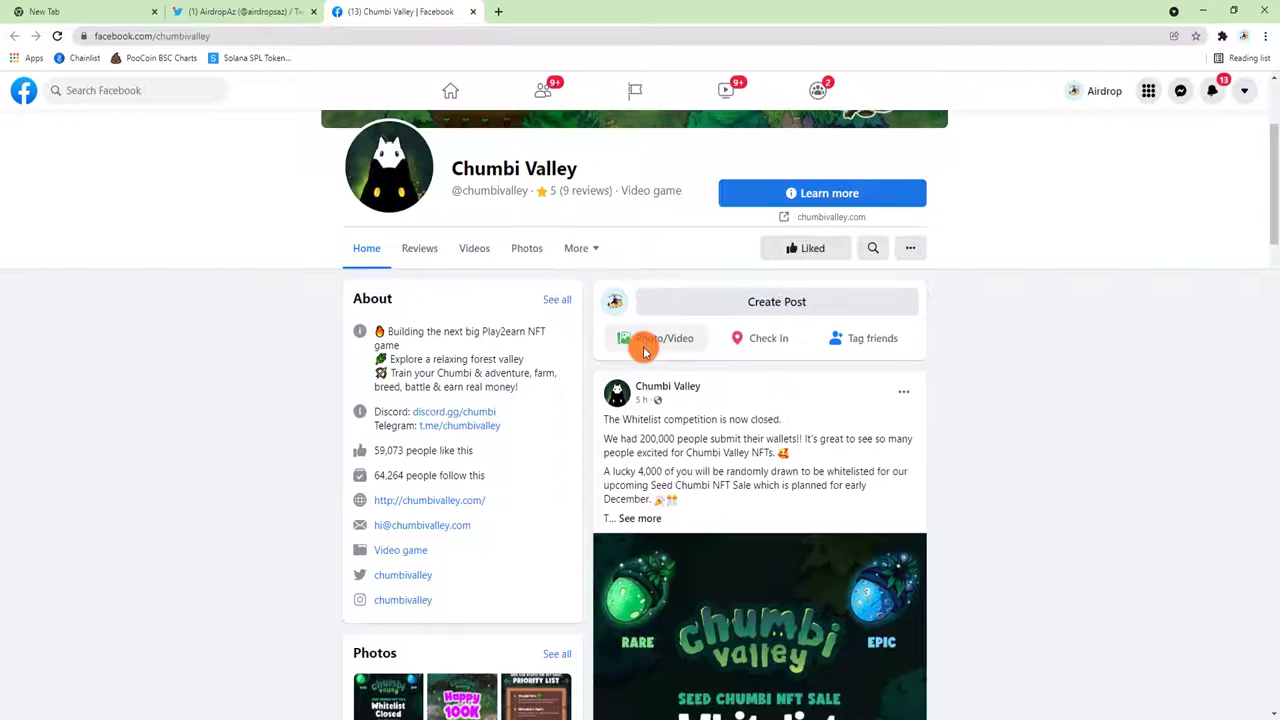 New Tab
AirdropAz (@airdropsaz) / Tw
(13) Chumbi Valley | Facebook
facebook.com/chumbivalley
Apps
Chainlist
PooCoin BSC Charts
Solana SPL Token...
Reading list
Search Facebook
9+
9+
2
Airdrop
13
Chumbi Valley
@chumbivalley · 5 (9 reviews) · Video game
Learn more
chumbivalley.com
Home
Reviews
Videos
Photos
More
Liked
About
See all
Building the next big Play2earn NFT
game
Explore a relaxing forest valley
Train your Chumbi & adventure, farm,
breed, battle & earn real money!
Discord: discord.gg/chumbi
Telegram: t.me/chumbivalley
59,073 people like this
64,264 people follow this
http://chumbivalley.com/
hi@chumbivalley.com
Video game
chumbivalley
chumbivalley
Photos
See all
Chumbi Valley
Whitelist
Closed
Happy
100K
PRIORITY LIST
Create Post
Photo/Video
Check In
Tag friends
Chumbi Valley
5 h ·
The Whitelist competition is now closed.
We had 200,000 people submit their wallets!! It's great to see so many
people excited for Chumbi Valley NFTs.
A lucky 4,000 of you will be randomly drawn to be whitelisted for our
upcoming Seed Chumbi NFT Sale which is planned for early
December.
T... See more
RARE
chumbi
valley
EPIC
SEED CHUMBI NFT SALE
Whitelist